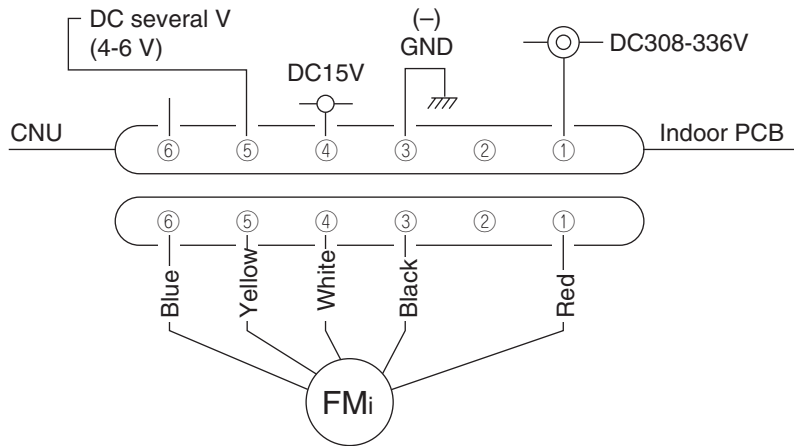 DC several V
(4-6 V)
(–)
GND
DC15V
DC308-336V
CNU
Indoor PCB
⑥ ⑤ ④ ③ ② ①
⑥ ⑤ ④ ③ ② ①
Blue
Yellow
White
Black
Red
FMi